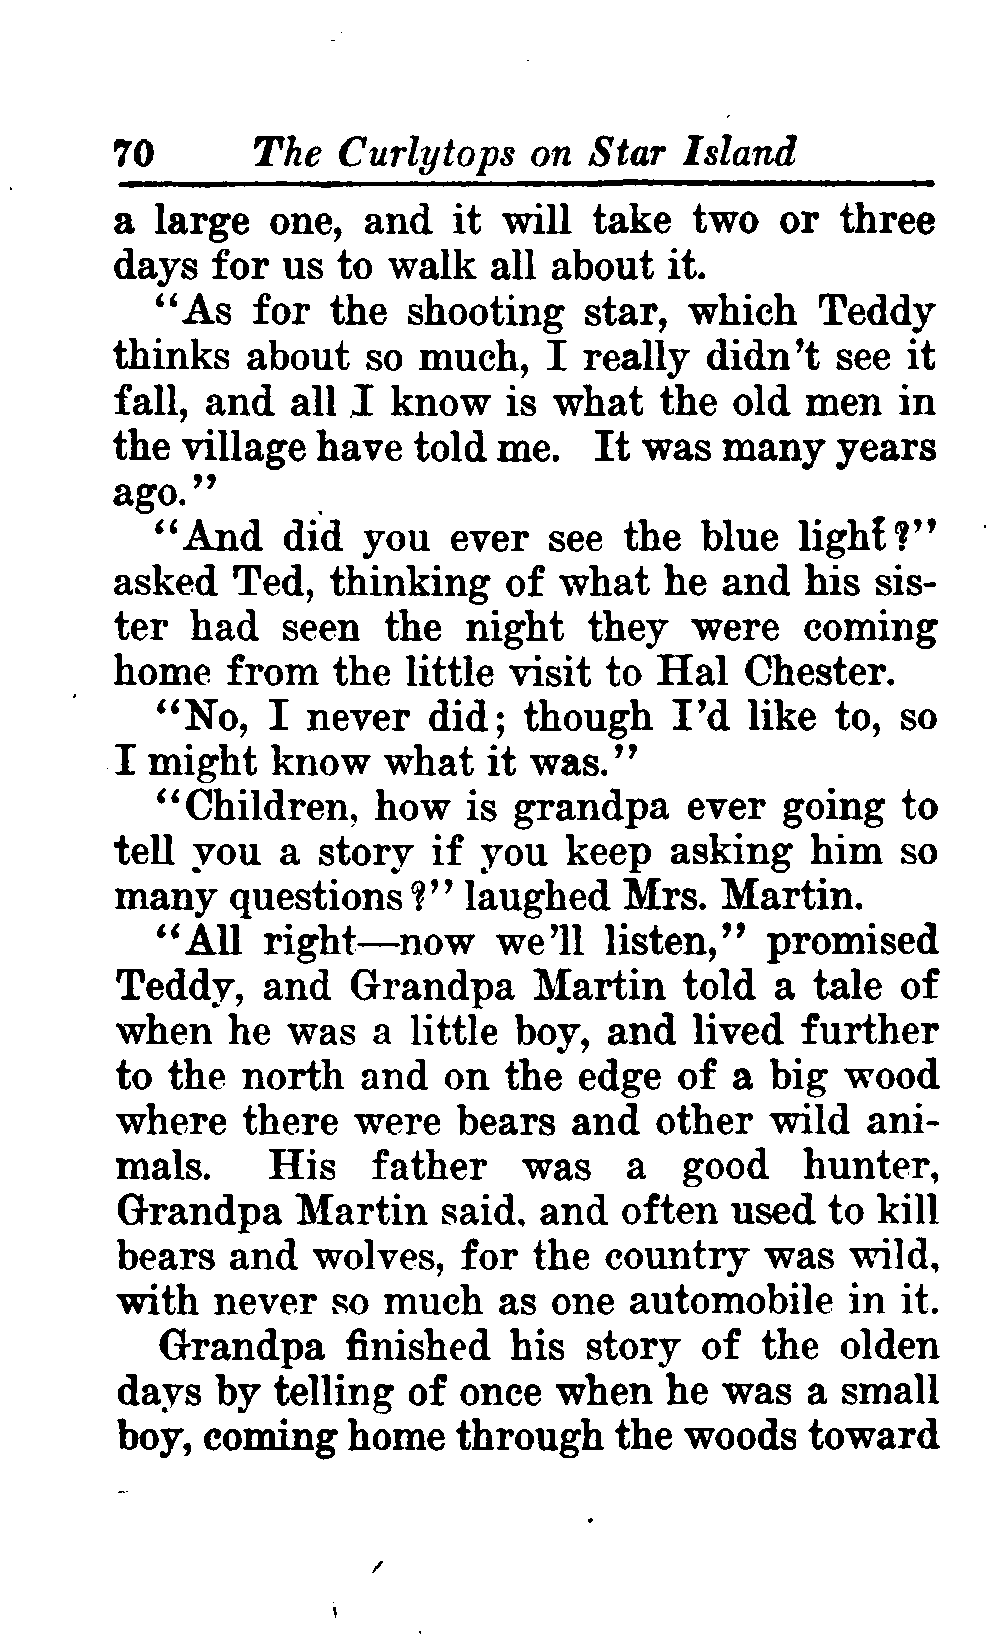 70 The Curlytops on Star Island
a large one, and it will take two or three
days for us to walk all about it.
"As for the shooting star, which Teddy
thinks about so much, I really didn't see it
fall, and all I know is what the old men in
the village have told me. It was many years
ago."
"And did you ever see the blue light?"
asked Ted, thinking of what he and his sis-
ter had seen the night they were coming
home from the little visit to Hal Chester.
"No, I never did; though I'd like to, so
I might know what it was."
"Children, how is grandpa ever going to
tell you a story if you keep asking him so
many questions?" laughed Mrs. Martin.
"All right—now we'll listen," promised
Teddy, and Grandpa Martin told a tale of
when he was a little boy, and lived further
to the north and on the edge of a big wood
where there were bears and other wild ani-
mals. His father was a good hunter,
Grandpa Martin said, and often used to kill
bears and wolves, for the country was wild,
with never so much as one automobile in it.
Grandpa finished his story of the olden
days by telling of once when he was a small
boy, coming home through the woods toward